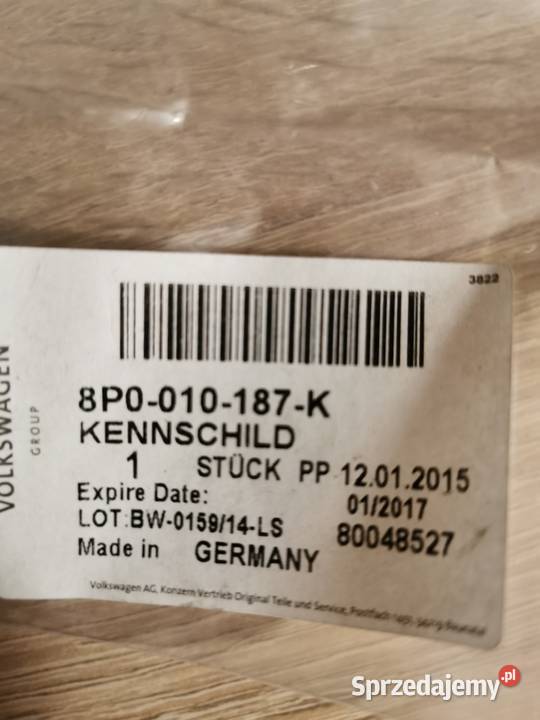 3822
VOLKSWAGEN
GROUP
8P0-010-187-K
KENNSCHILD
1 STÜCK PP 12.01.2015
Expire Date: 01/2017
LOT:BW-0159/14-LS 80048527
Made in GERMANY
Volkswagen AG, Konzern Vertrieb Original Teile und Service, Postfach
Sprzedajemy.pl